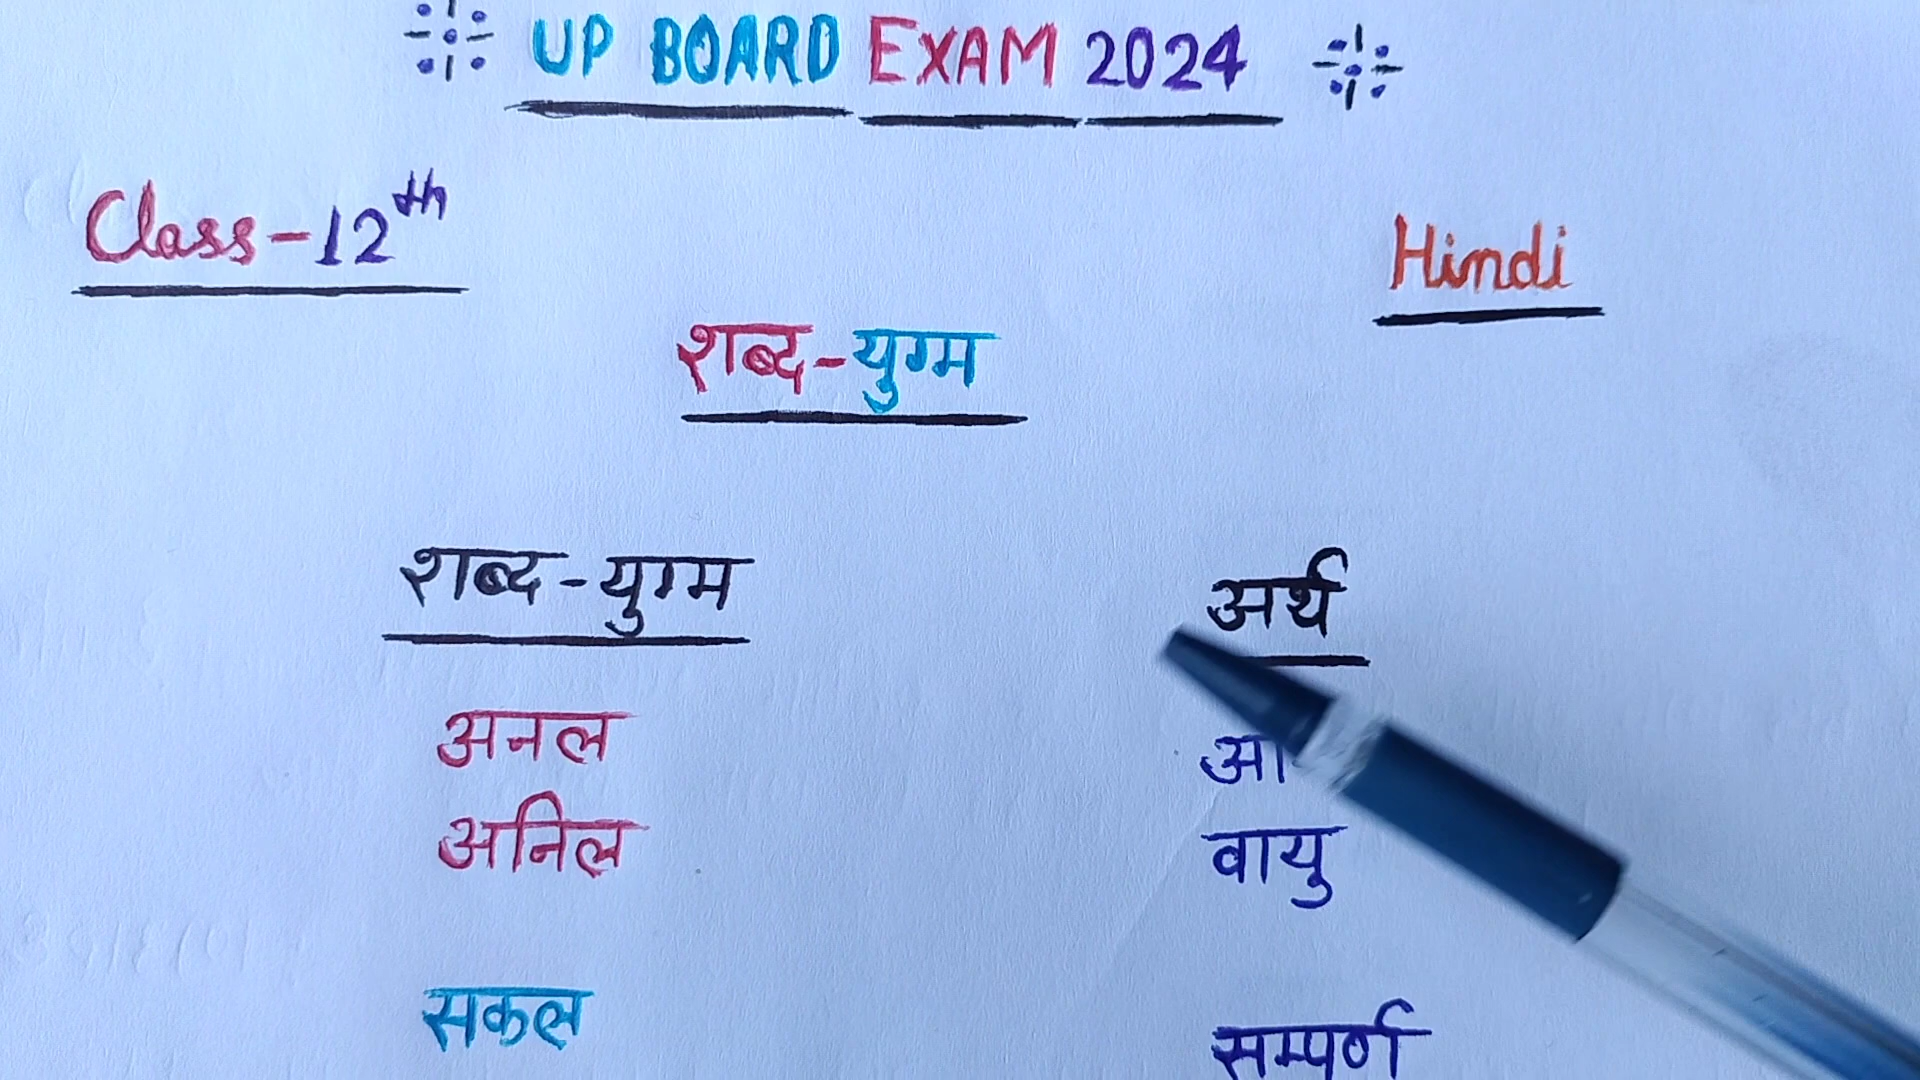 UP BOARD EXAM 2024
Class-12th
Hindi
शब्द-युग्म
शब्द-युग्म अर्थ
अनल
अनिल वायु
सकल सम्पूर्ण